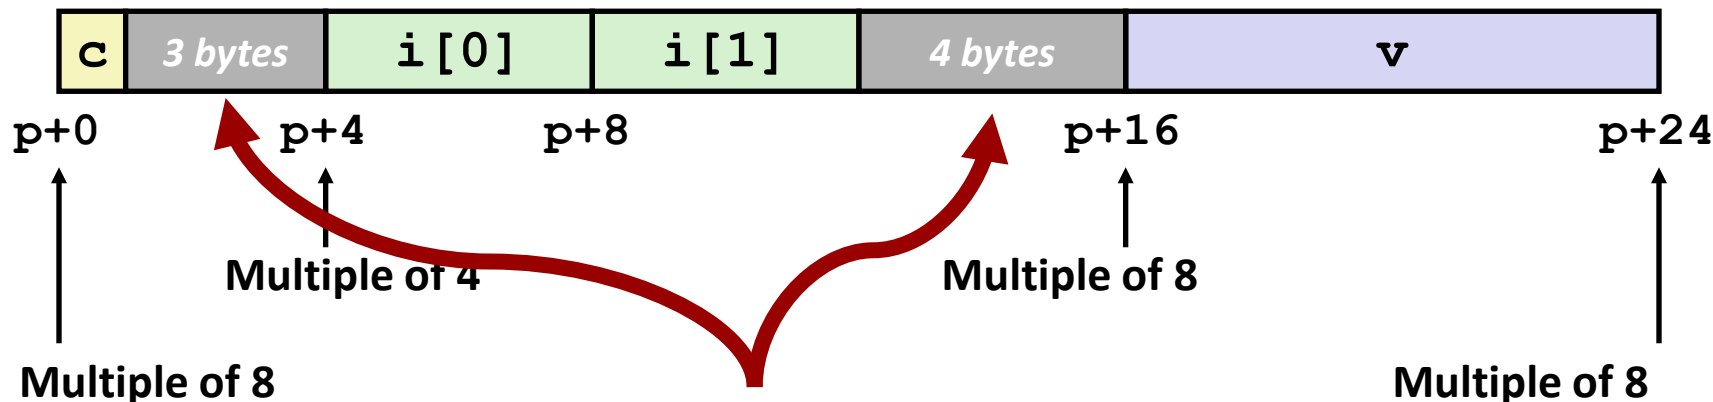 c 3 bytes i[0] i[1] 4 bytes v
p+0 p+4 p+8 p+16 p+24
Multiple of 4 Multiple of 8
Multiple of 8 Multiple of 8